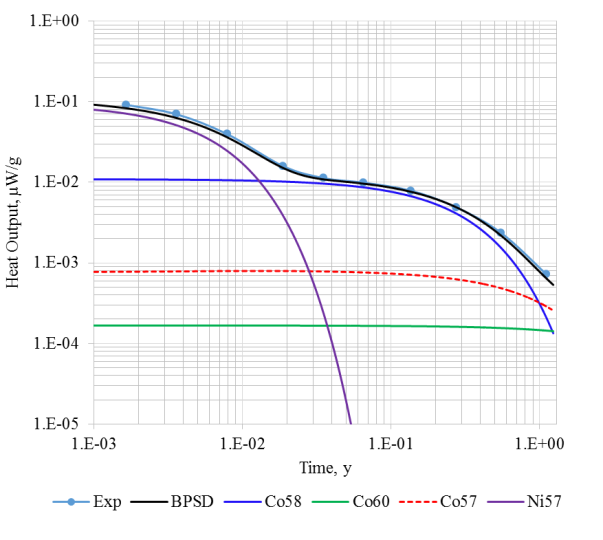 1.E+00
1.E-01
1.E-02
1.E-03
1.E-04
1.E-05
Heat Output, µW/g
1.E-03 1.E-02 1.E-01 1.E+00
Time, y
Exp BPSD Co58 Co60 Co57 Ni57